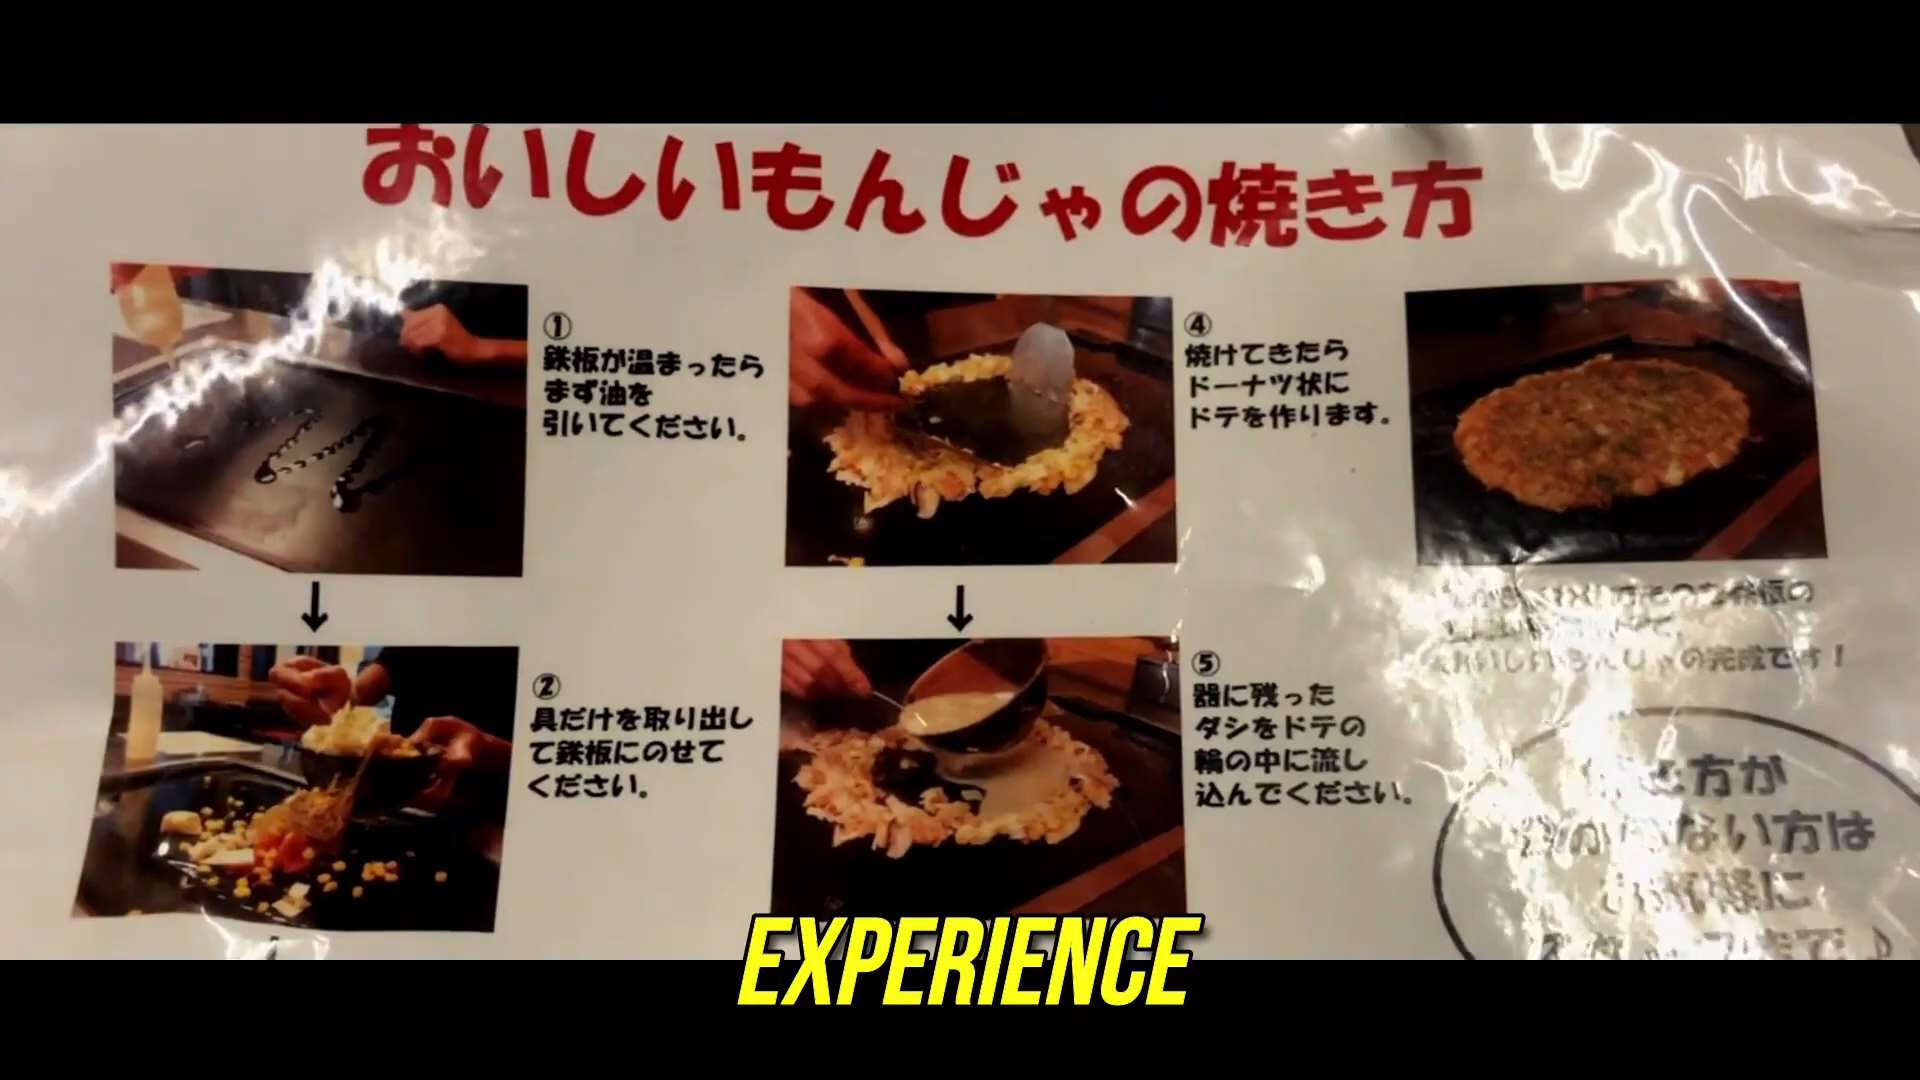 おいしいもんじゃの焼き方
①
鉄板が温まったら
まず油を
引いてください。
②
具だけを取り出し
て鉄板にのせて
ください。
④
焼けてきたら
ドーナツ状に
ドテを作ります。
⑤
器に残った
ダシをドテの
輪の中に流し
込んでください。
の完成です！
方が
ない方は
EXPERIENCE